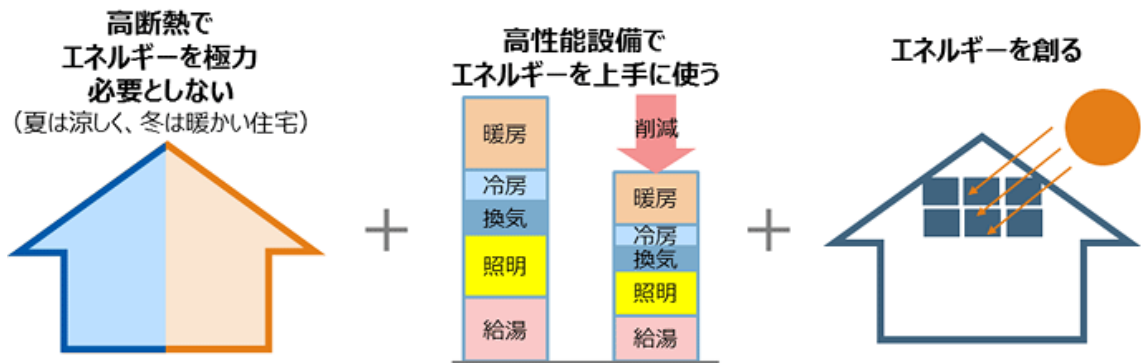 高断熱で
エネルギーを極力
必要としない
（夏は涼しく、冬は暖かい住宅）
高性能設備で
エネルギーを上手に使う
暖房
冷房
換気
照明
給湯
削減
暖房
冷房
換気
照明
給湯
エネルギーを創る